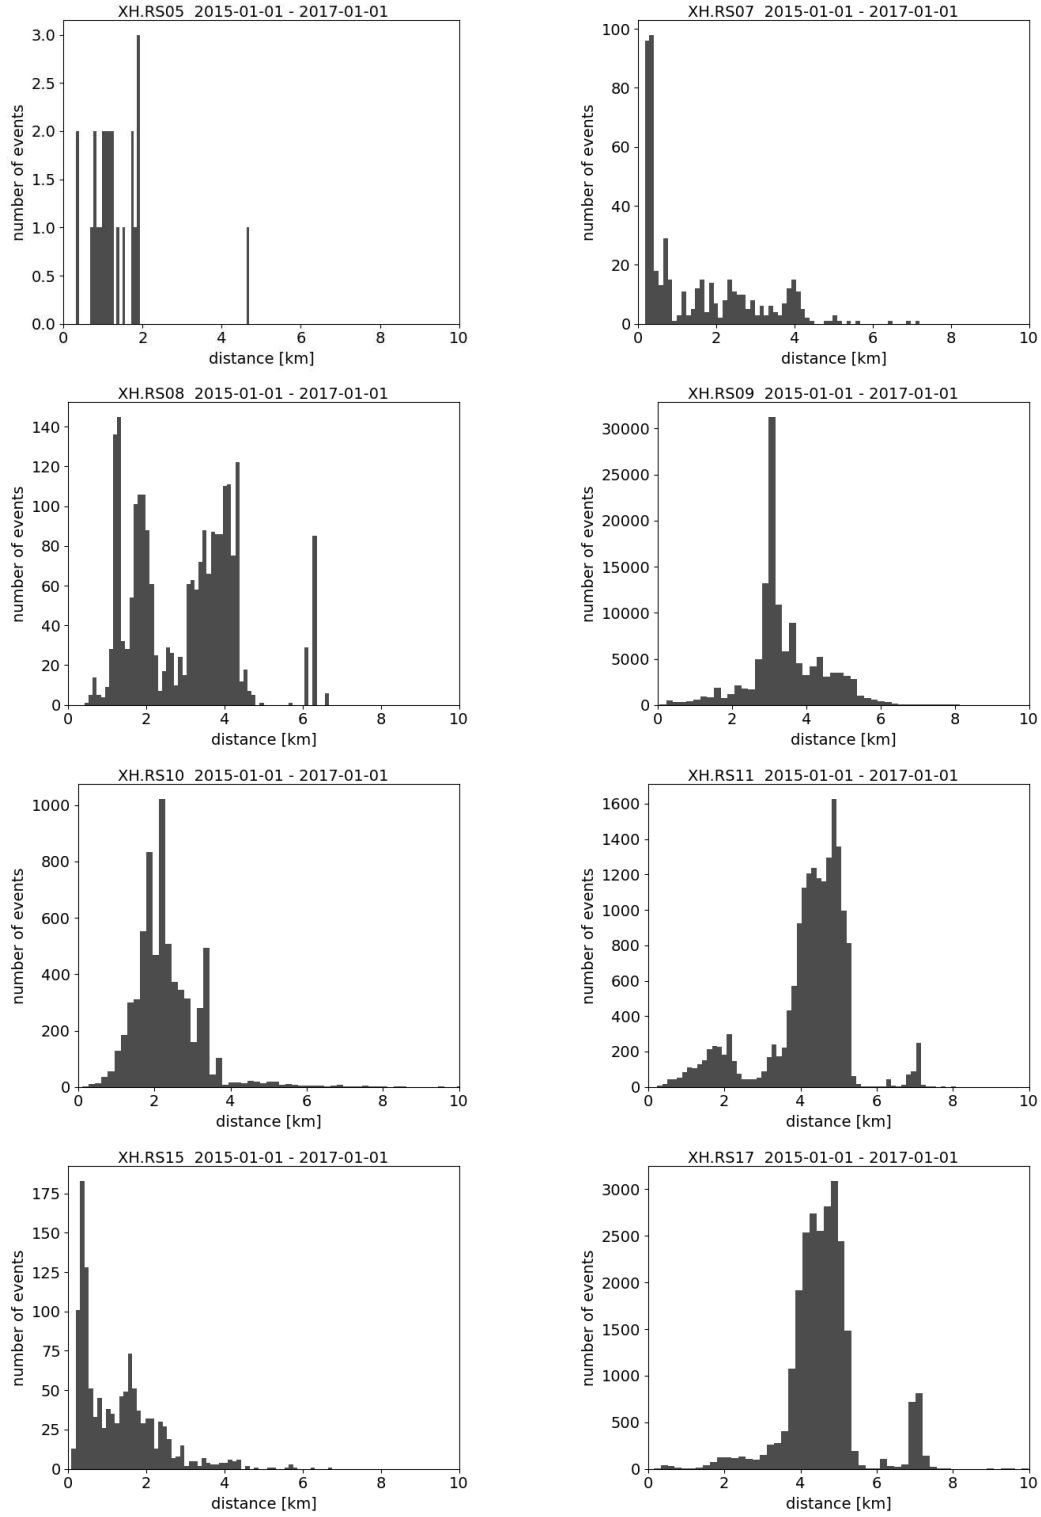 XH.RS05 2015-01-01 - 2017-01-01
number of events
3.0
2.5
2.0
1.5
1.0
0.5
0.0
0 2 4 6 8 10
distance [km]
XH.RS07 2015-01-01 - 2017-01-01
number of events
100
80
60
40
20
0
0 2 4 6 8 10
distance [km]
XH.RS08 2015-01-01 - 2017-01-01
number of events
140
120
100
80
60
40
20
0
0 2 4 6 8 10
distance [km]
XH.RS09 2015-01-01 - 2017-01-01
number of events
30000
25000
20000
15000
10000
5000
0
0 2 4 6 8 10
distance [km]
XH.RS10 2015-01-01 - 2017-01-01
number of events
1000
800
600
400
200
0
0 2 4 6 8 10
distance [km]
XH.RS11 2015-01-01 - 2017-01-01
number of events
1600
1400
1200
1000
800
600
400
200
0
0 2 4 6 8 10
distance [km]
XH.RS15 2015-01-01 - 2017-01-01
number of events
175
150
125
100
75
50
25
0
0 2 4 6 8 10
distance [km]
XH.RS17 2015-01-01 - 2017-01-01
number of events
3000
2500
2000
1500
1000
500
0
0 2 4 6 8 10
distance [km]